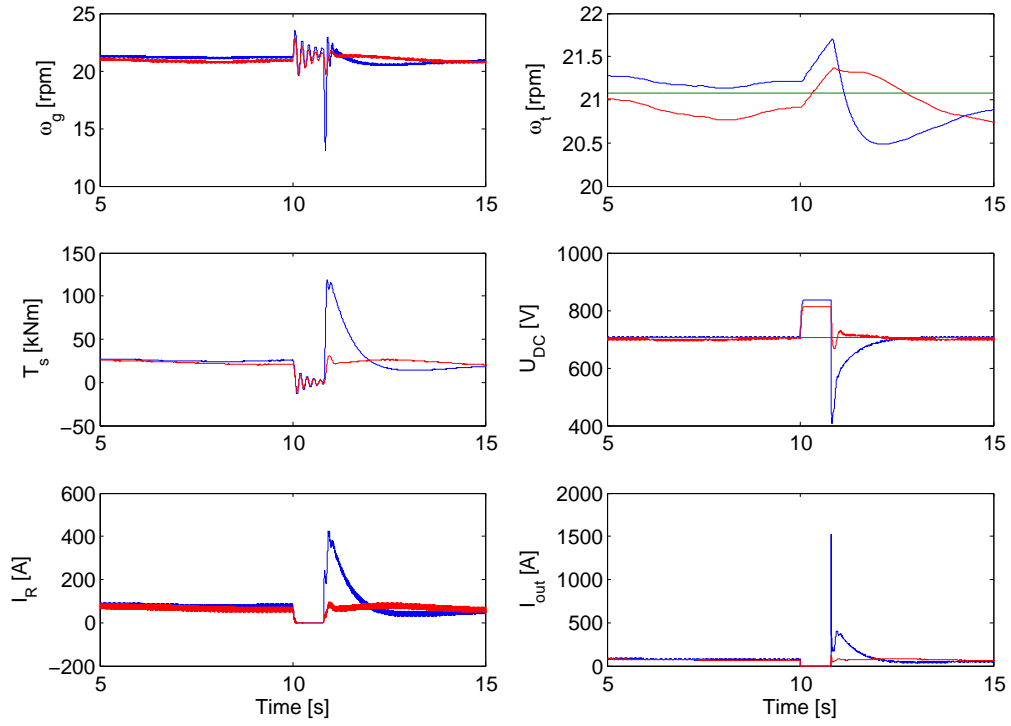 25
20
15
10
ω_g [rpm]
5 10 15
22
21.5
21
20.5
20
ω_t [rpm]
5 10 15
150
100
50
0
−50
T_s [kNm]
5 10 15
1000
800
600
400
U_DC [V]
5 10 15
600
400
200
0
−200
I_R [A]
5 10 15
Time [s]
2000
1500
1000
500
0
I_out [A]
5 10 15
Time [s]